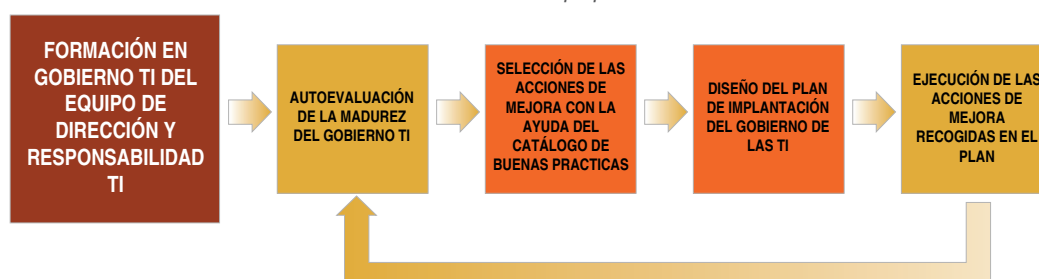 FORMACIÓN EN
GOBIERNO TI DEL
EQUIPO DE
DIRECCIÓN Y
RESPONSABILIDAD
TI
AUTOEVALUACIÓN
DE LA MADUREZ
DEL GOBIERNO TI
SELECCIÓN DE LAS
ACCIONES DE
MEJORA CON LA
AYUDA DEL
CATÁLOGO DE
BUENAS PRACTICAS
DISEÑO DEL PLAN
DE IMPLANTACIÓN
DEL GOBIERNO DE
LAS TI
EJECUCIÓN DE LAS
ACCIONES DE
MEJORA
RECOGIDAS EN EL
PLAN